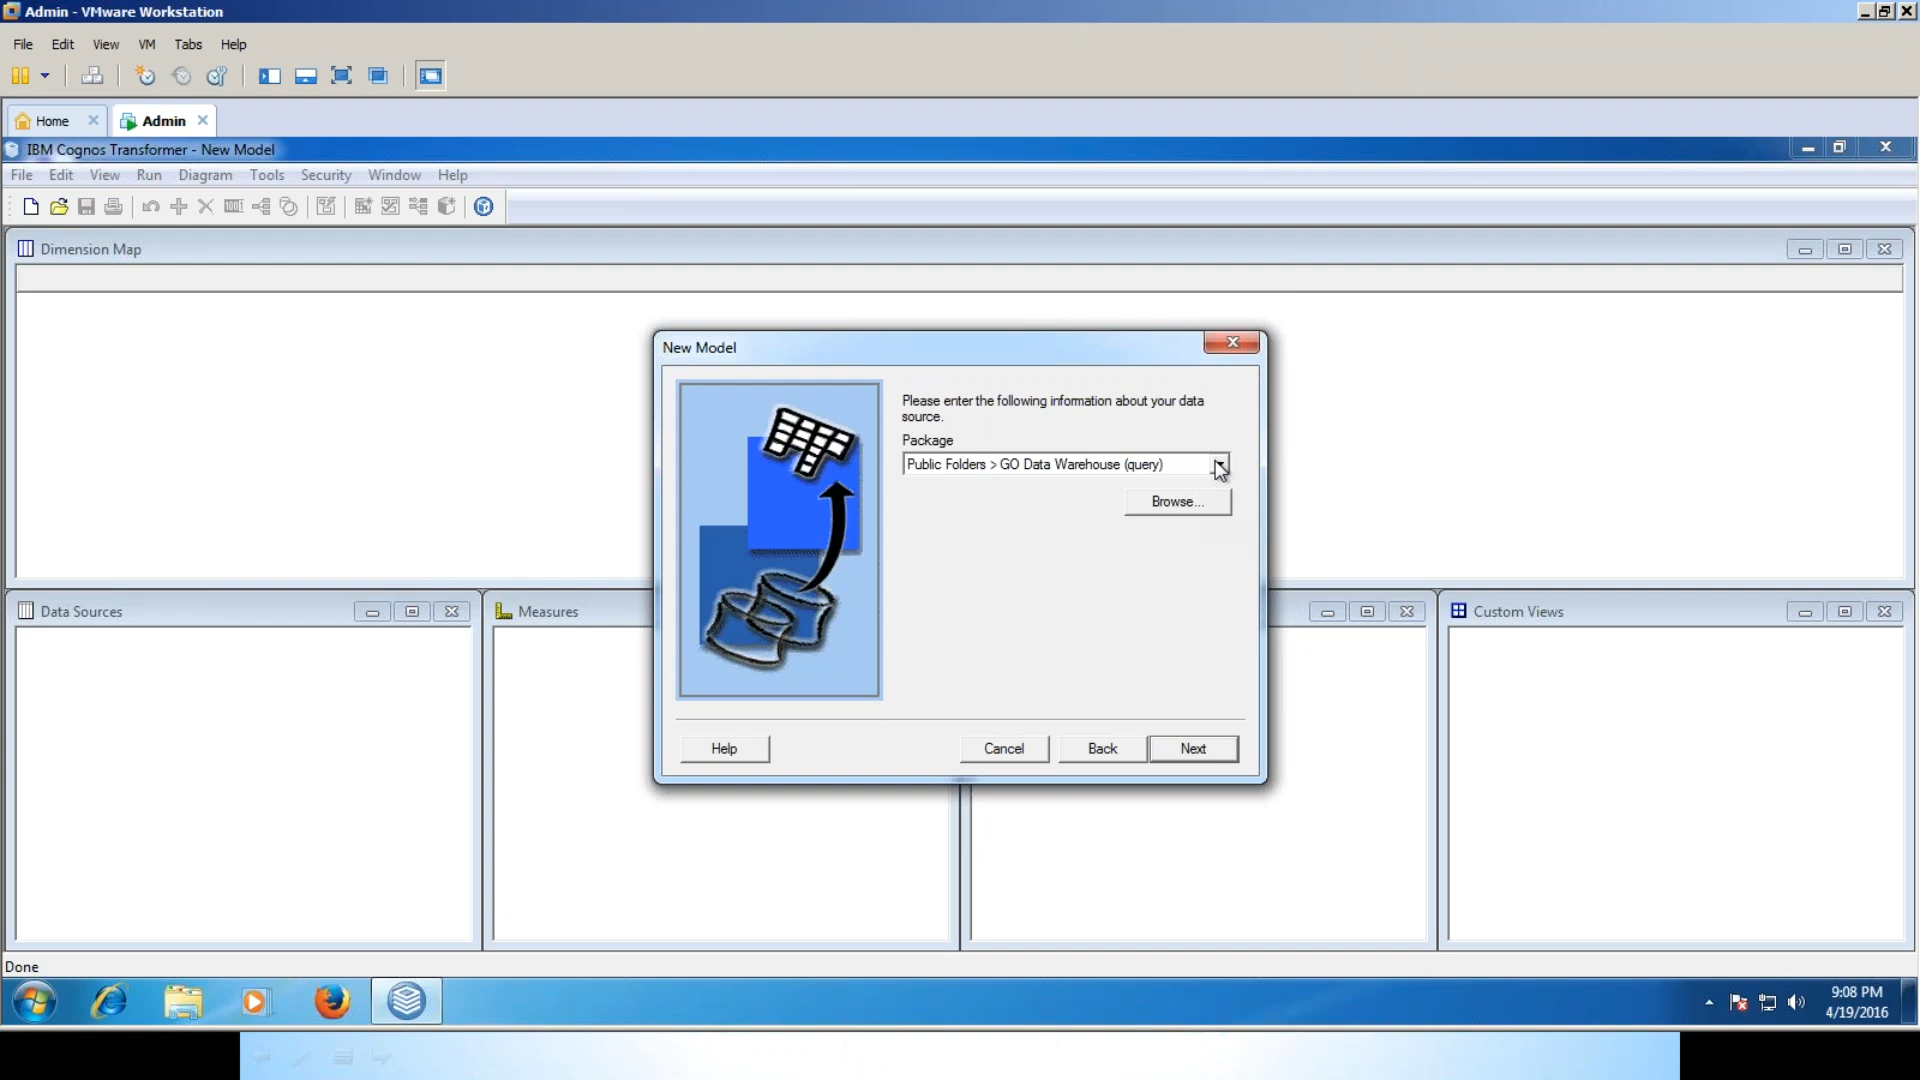 Admin - VMware Workstation
File Edit View VM Tabs Help
Home
Admin
IBM Cognos Transformer - New Model
File Edit View Run Diagram Tools Security Window Help
Dimension Map
New Model
Please enter the following information about your data
source.
Package
Public Folders > GO Data Warehouse (query)
Browse...
Help Cancel Back Next
Data Sources
Measures
Custom Views
Done
9:08 PM
4/19/2016